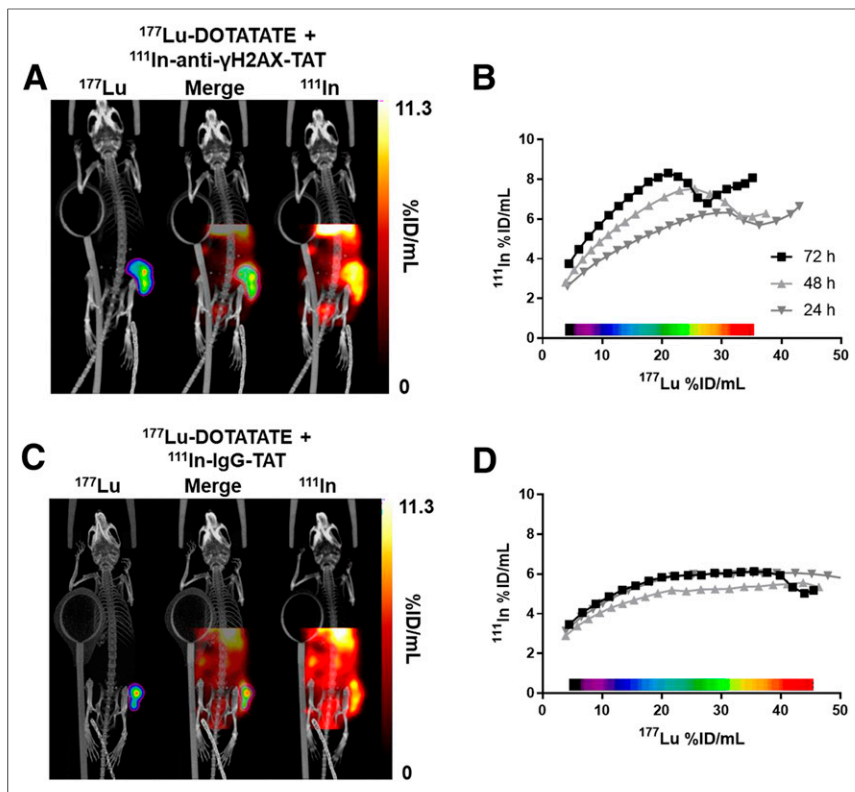 ¹⁷⁷Lu-DOTATATE +
¹¹¹In-anti-γH2AX-TAT
A
¹⁷⁷Lu Merge ¹¹¹In
11.3
%ID/mL
0
B
10
8
6
4
2
0
¹¹¹In %ID/mL
72 h
48 h
24 h
0 10 20 30 40 50
¹⁷⁷Lu %ID/mL
¹⁷⁷Lu-DOTATATE +
¹¹¹In-IgG-TAT
C
¹⁷⁷Lu Merge ¹¹¹In
11.3
%ID/mL
0
D
10
8
6
4
2
0
¹¹¹In %ID/mL
0 10 20 30 40 50
¹⁷⁷Lu %ID/mL